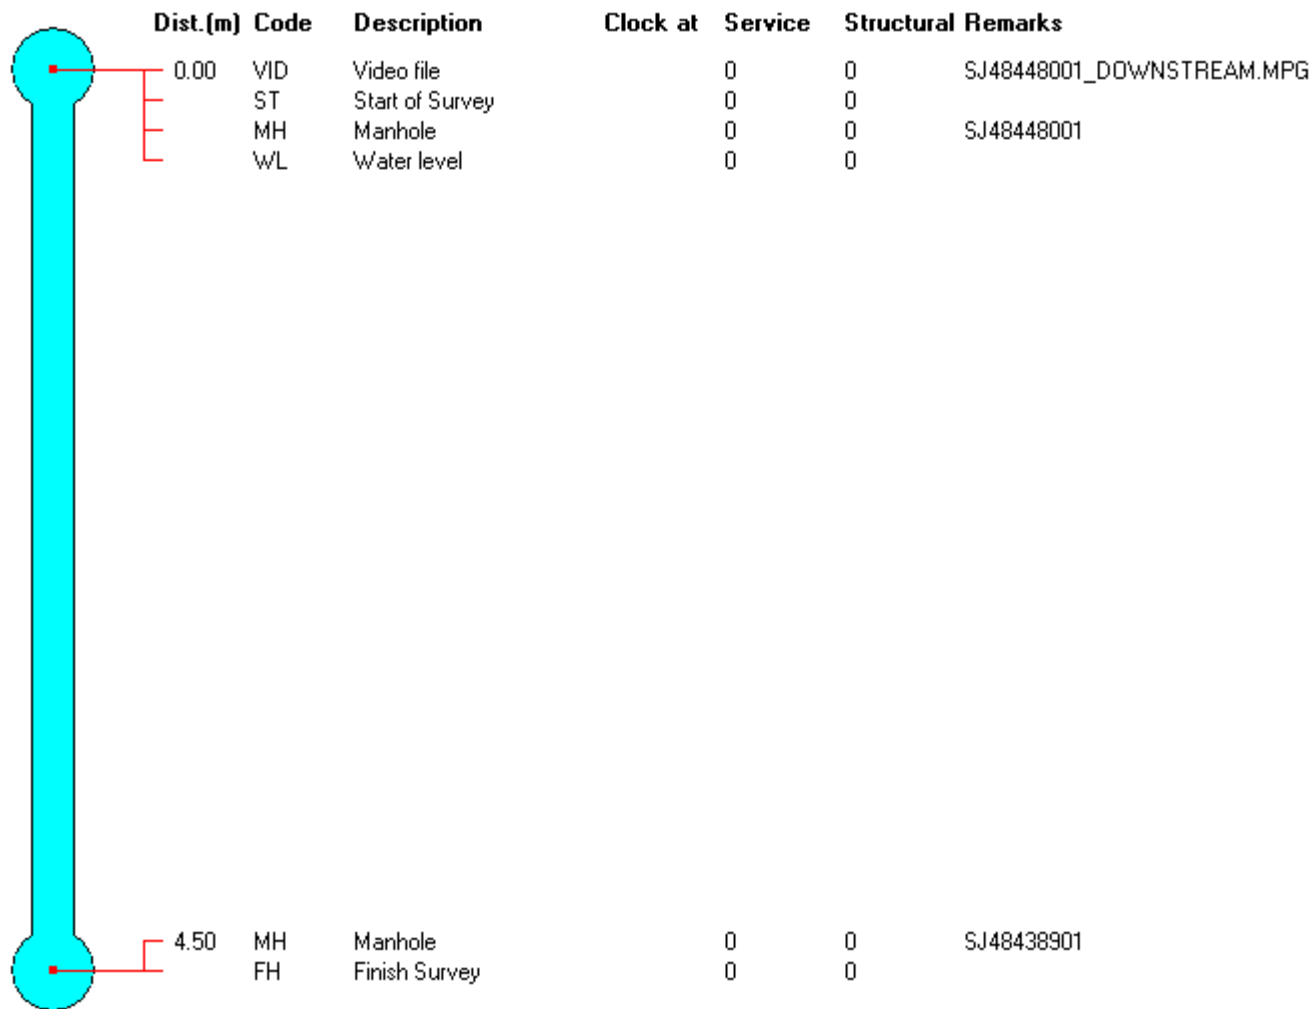 Dist.(m) Code Description Clock at Service Structural Remarks
0.00 VID Video file 0 0 SJ48448001_DOWNSTREAM.MPG
ST Start of Survey 0 0
MH Manhole 0 0 SJ48448001
WL Water level 0 0
4.50 MH Manhole 0 0 SJ48438901
FH Finish Survey 0 0